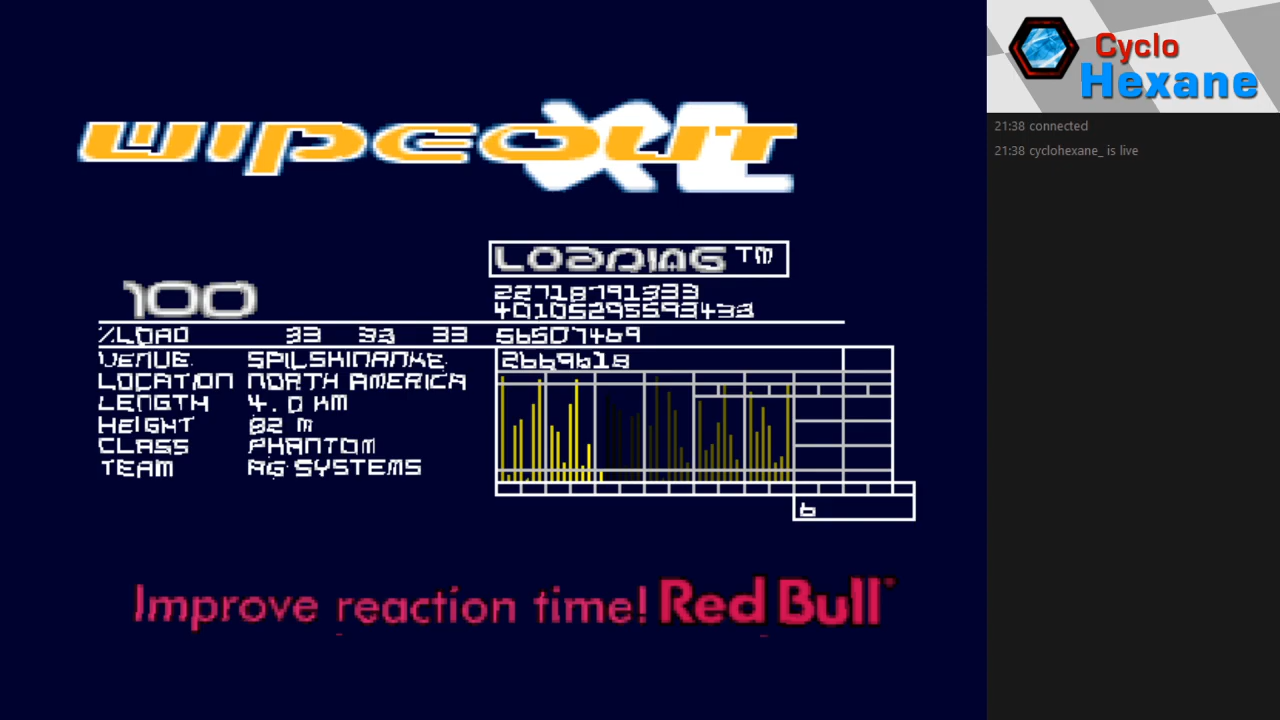 wipEout XL
LOADING™
100
22718791333
40105295593433
%LOAD 33 33 33 56507469
VENUE SPILSKINANKE 2669618
LOCATION NORTH AMERICA
LENGTH 4.0 KM
HEIGHT 82 M
CLASS PHANTOM
TEAM AG SYSTEMS
6
Improve reaction time! Red Bull
Cyclo
Hexane
21:38 connected
21:38 cyclohexane_ is live